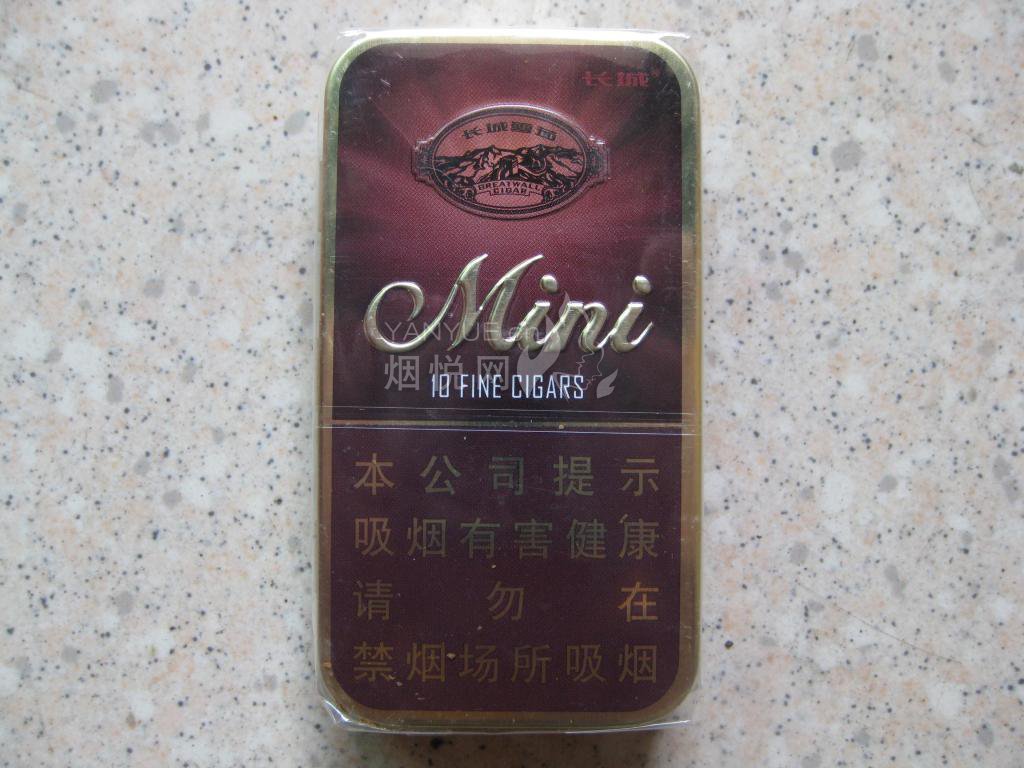 长城
长城雪茄
GREATWALL
CIGAR
Mini
YANYUE.cn
烟悦网
10 FINE CIGARS
本公司提示
吸烟有害健康
请勿在
禁烟场所吸烟